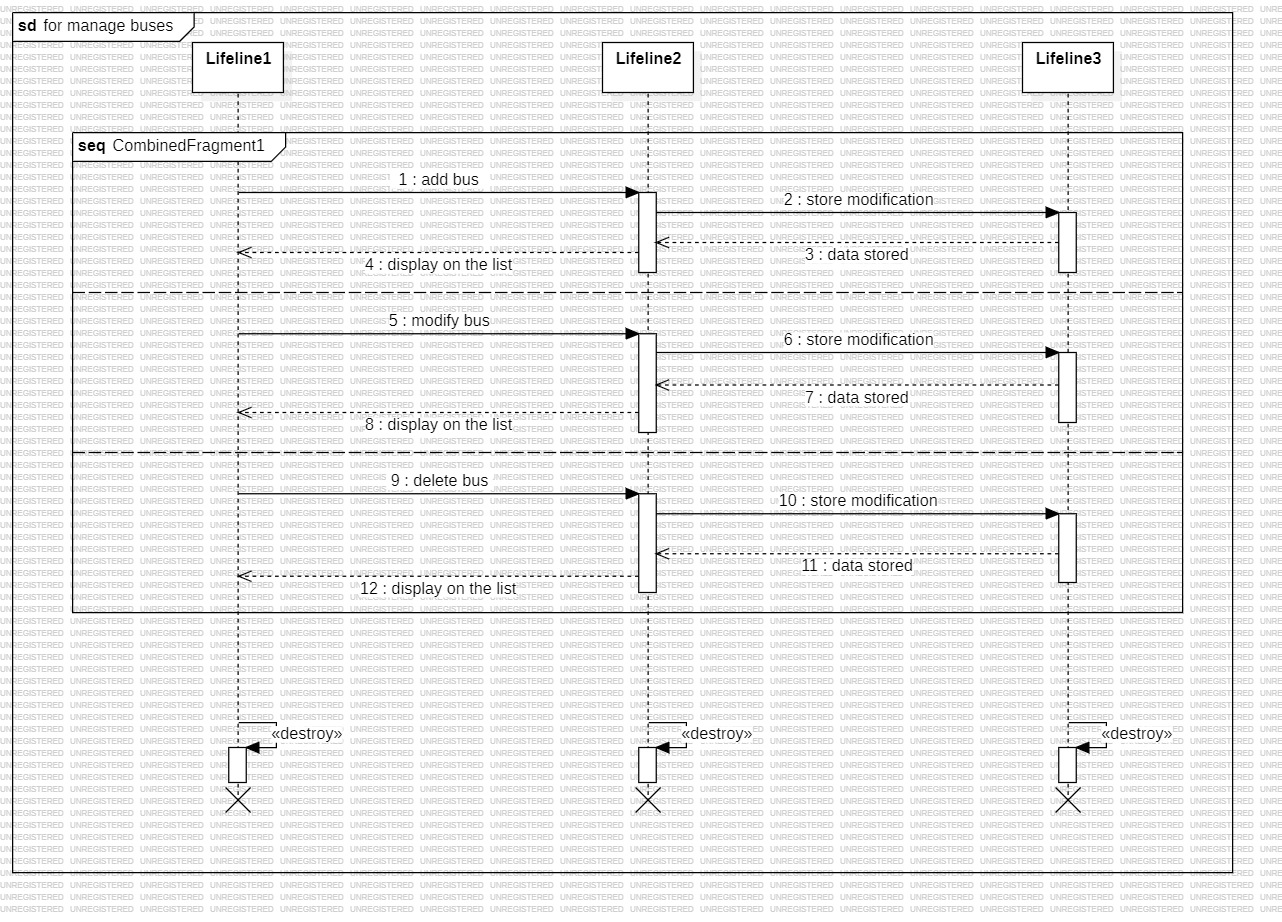 sd for manage buses
Lifeline1
Lifeline2
Lifeline3
seq CombinedFragment1
1 : add bus
2 : store modification
3 : data stored
4 : display on the list
5 : modify bus
6 : store modification
7 : data stored
8 : display on the list
9 : delete bus
10 : store modification
11 : data stored
12 : display on the list
«destroy»
«destroy»
«destroy»
UNREGISTERED